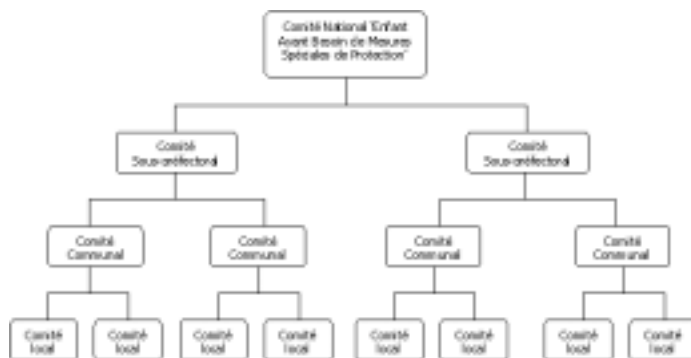 Comité National "Enfant
Ayant Besoin de Mesures
Spéciales de Protection"
Comité
Sous-préfectoral
Comité
Sous-préfectoral
Comité
Communal
Comité
Communal
Comité
Communal
Comité
Communal
Comité
local
Comité
local
Comité
local
Comité
local
Comité
local
Comité
local
Comité
local
Comité
local